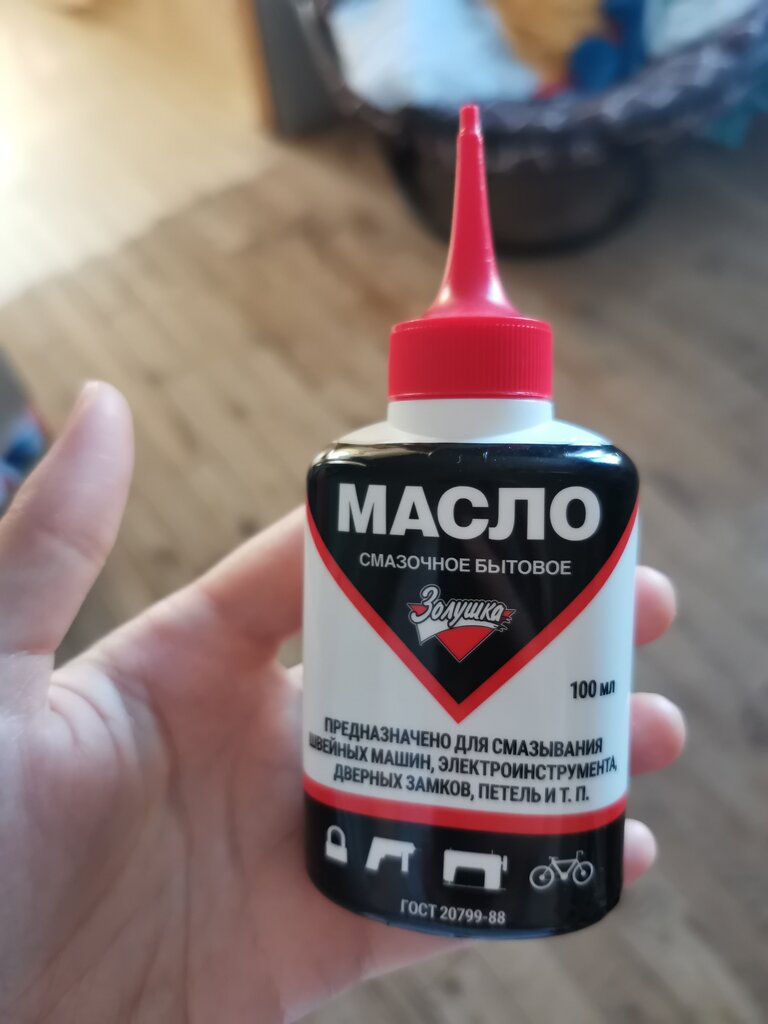 МАСЛО
СМАЗОЧНОЕ БЫТОВОЕ
Золушка
100 мл
ПРЕДНАЗНАЧЕНО ДЛЯ СМАЗЫВАНИЯ
ШВЕЙНЫХ МАШИН, ЭЛЕКТРОИНСТРУМЕНТА,
ДВЕРНЫХ ЗАМКОВ, ПЕТЕЛЬ И Т. П.
ГОСТ 20799-88